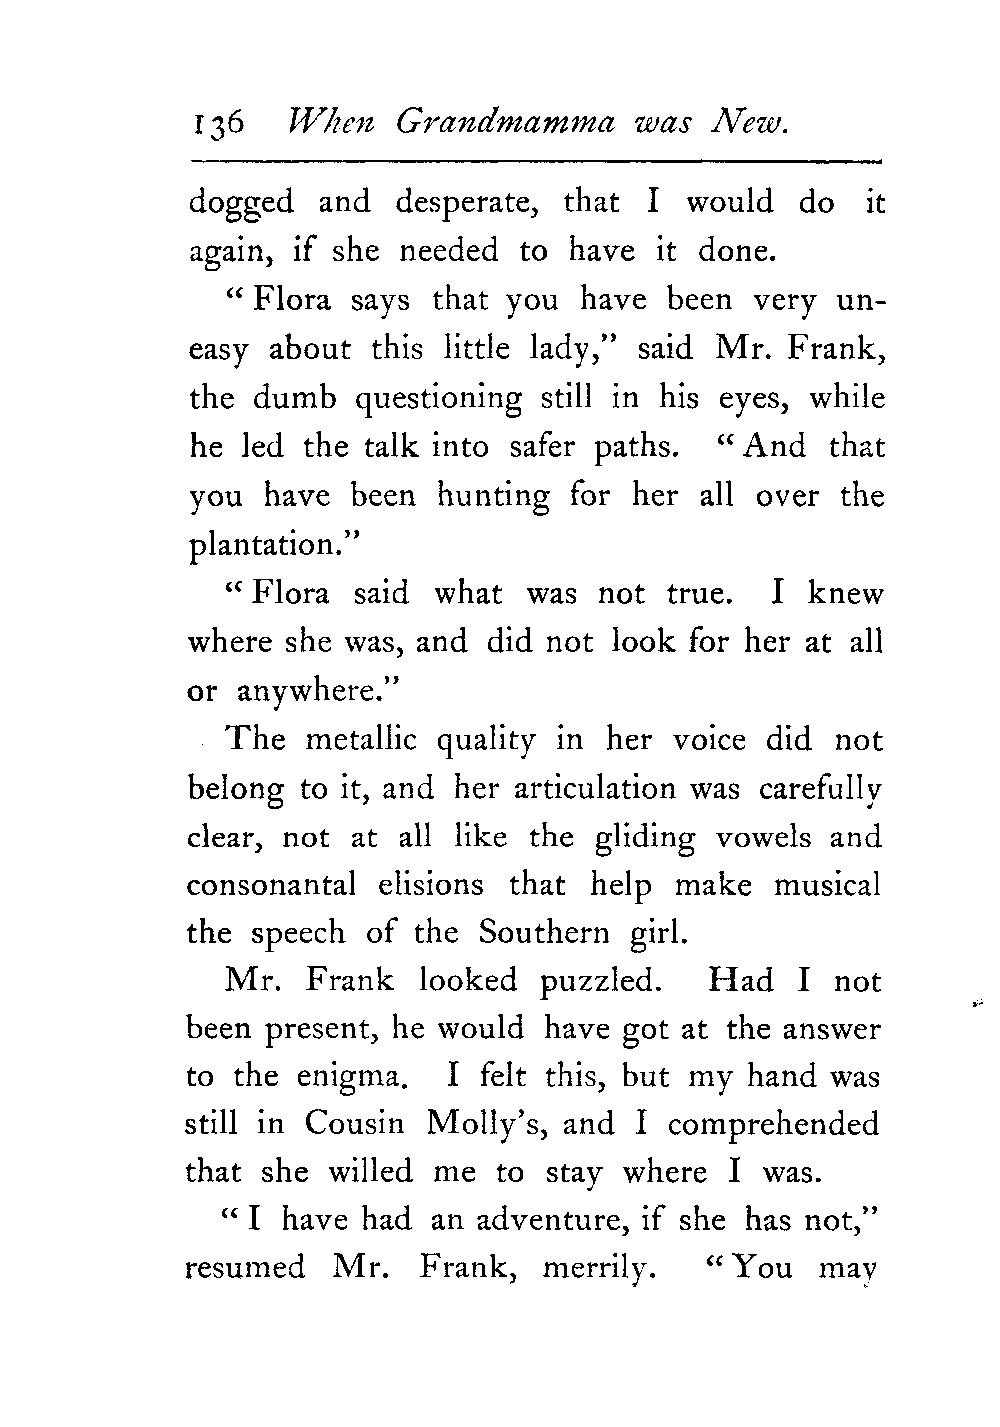 136 When Grandmamma was New.
dogged and desperate, that I would do it
again, if she needed to have it done.
“ Flora says that you have been very un-
easy about this little lady,” said Mr. Frank,
the dumb questioning still in his eyes, while
he led the talk into safer paths. “ And that
you have been hunting for her all over the
plantation.”
“ Flora said what was not true. I knew
where she was, and did not look for her at all
or anywhere.”
The metallic quality in her voice did not
belong to it, and her articulation was carefully
clear, not at all like the gliding vowels and
consonantal elisions that help make musical
the speech of the Southern girl.
Mr. Frank looked puzzled. Had I not
been present, he would have got at the answer
to the enigma. I felt this, but my hand was
still in Cousin Molly’s, and I comprehended
that she willed me to stay where I was.
“ I have had an adventure, if she has not,”
resumed Mr. Frank, merrily. “ You may